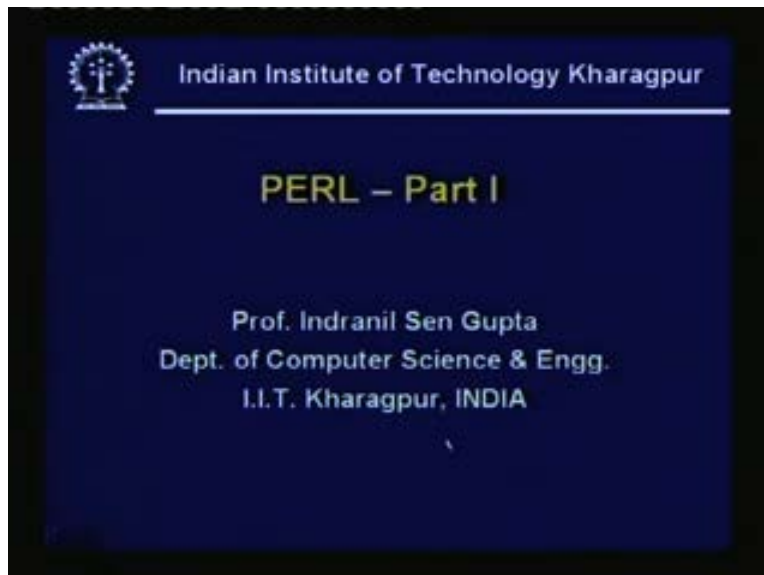 Indian Institute of Technology Kharagpur
PERL – Part I
Prof. Indranil Sen Gupta
Dept. of Computer Science & Engg.
I.I.T. Kharagpur, INDIA